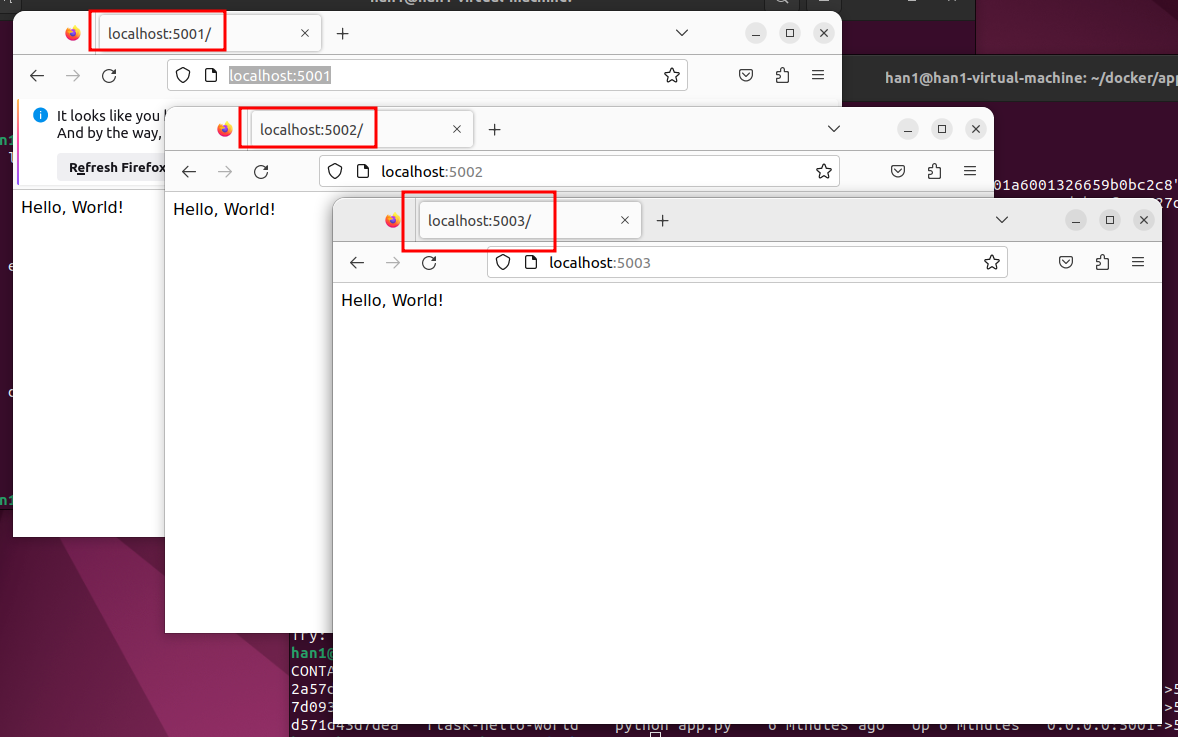 localhost:5001/
han1@han1-virtual-machine: ~/docker/app
localhost:5001
It looks like you
And by the way,
Refresh Firefox
Hello, World!
localhost:5002/
localhost:5002
Hello, World!
01a6001326659b0bc2c8"
localhost:5003/
localhost:5003
Hello, World!
Try:
han1@
CONTA
2a57c
7d093
d571d43d7dea flask-hello-world python app.py 6 Minutes ago Up 6 Minutes 0.0.0.0:5001->5